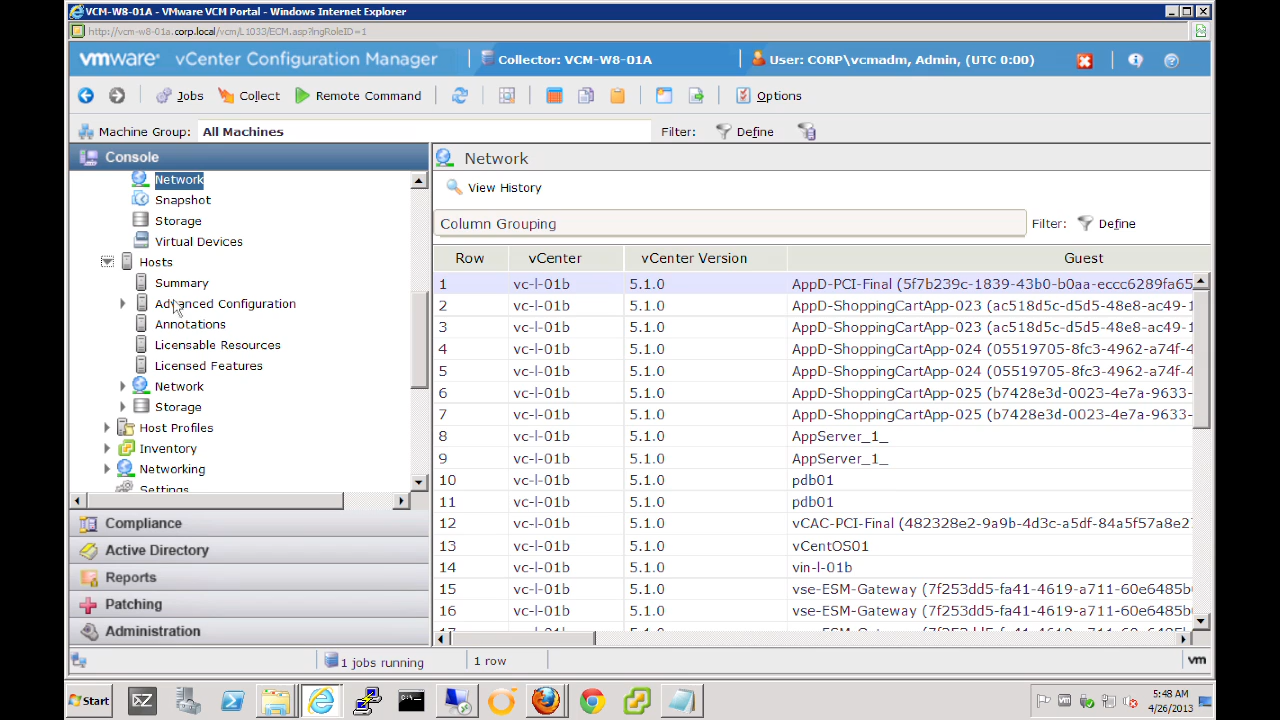 VCM-W8-01A - VMware VCM Portal - Windows Internet Explorer
http://vcm-w8-01a.corp.local/vcm/L1033/ECM.asp?lngRoleID=1
vmware vCenter Configuration Manager Collector: VCM-W8-01A User: CORP\vcmadm, Admin, (UTC 0:00)
Jobs Collect Remote Command Options
Machine Group: All Machines Filter: Define
Console
Network
Snapshot
Storage
Virtual Devices
Hosts
Summary
Advanced Configuration
Annotations
Licensable Resources
Licensed Features
Network
Storage
Host Profiles
Inventory
Networking
Settings
Compliance
Active Directory
Reports
Patching
Administration
Network
View History
Column Grouping Filter: Define
Row vCenter vCenter Version Guest
1 vc-l-01b 5.1.0 AppD-PCI-Final (5f7b239c-1839-43b0-b0aa-eccc6289fa65
2 vc-l-01b 5.1.0 AppD-ShoppingCartApp-023 (ac518d5c-d5d5-48e8-ac49-1
3 vc-l-01b 5.1.0 AppD-ShoppingCartApp-023 (ac518d5c-d5d5-48e8-ac49-1
4 vc-l-01b 5.1.0 AppD-ShoppingCartApp-024 (05519705-8fc3-4962-a74f-4
5 vc-l-01b 5.1.0 AppD-ShoppingCartApp-024 (05519705-8fc3-4962-a74f-4
6 vc-l-01b 5.1.0 AppD-ShoppingCartApp-025 (b7428e3d-0023-4e7a-9633-
7 vc-l-01b 5.1.0 AppD-ShoppingCartApp-025 (b7428e3d-0023-4e7a-9633-
8 vc-l-01b 5.1.0 AppServer_1_
9 vc-l-01b 5.1.0 AppServer_1_
10 vc-l-01b 5.1.0 pdb01
11 vc-l-01b 5.1.0 pdb01
12 vc-l-01b 5.1.0 vCAC-PCI-Final (482328e2-9a9b-4d3c-a5df-84a5f57a8e2
13 vc-l-01b 5.1.0 vCentOS01
14 vc-l-01b 5.1.0 vin-l-01b
15 vc-l-01b 5.1.0 vse-ESM-Gateway (7f253dd5-fa41-4619-a711-60e6485b
16 vc-l-01b 5.1.0 vse-ESM-Gateway (7f253dd5-fa41-4619-a711-60e6485b
1 jobs running 1 row vm
Start 5:48 AM
4/26/2013